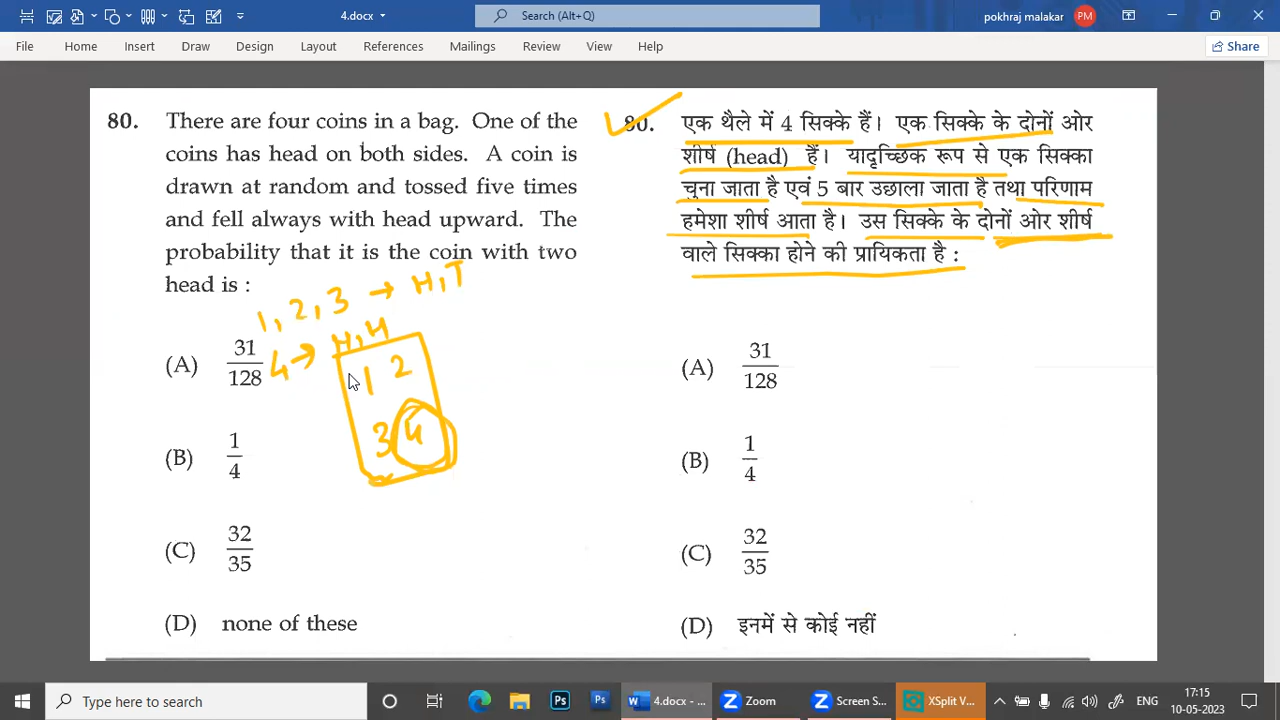 4.docx
Search (Alt+Q)
pokhraj malakar
PM
File Home Insert Draw Design Layout References Mailings Review View Help
Share
80. There are four coins in a bag. One of the
coins has head on both sides. A coin is
drawn at random and tossed five times
and fell always with head upward. The
probability that it is the coin with two
head is :
1, 2, 3 → H, T
4 → H, H
1 2
3 4
(A) 31/128
(B) 1/4
(C) 32/35
(D) none of these
80. एक थैले में 4 सिक्के हैं। एक सिक्के के दोनों ओर
शीर्ष (head) हैं। यादृच्छिक रूप से एक सिक्का
चुना जाता है एवं 5 बार उछाला जाता है तथा परिणाम
हमेशा शीर्ष आता है। उस सिक्के के दोनों ओर शीर्ष
वाले सिक्का होने की प्रायिकता है :
(A) 31/128
(B) 1/4
(C) 32/35
(D) इनमें से कोई नहीं
Type here to search
Ps
Ps
4.docx - ...
Zoom
Screen S...
XSplit V...
ENG
17:15
10-05-2023